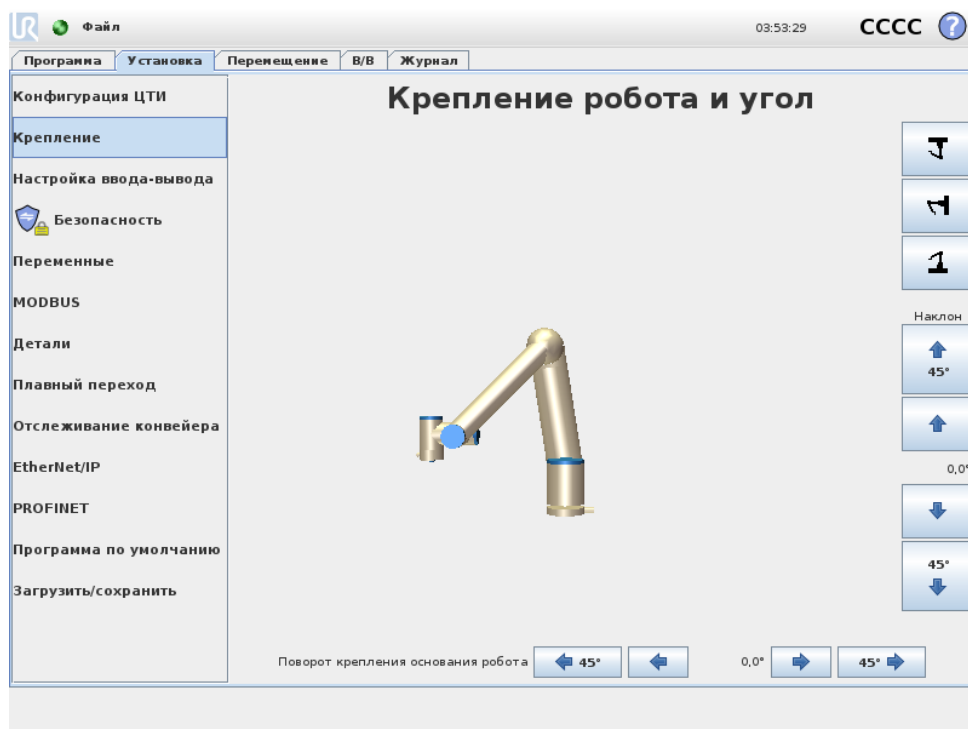 UR Файл 03:53:29 CCCC ?
Программа Установка Перемещение В/В Журнал
Конфигурация ЦТИ
Крепление
Настройка ввода-вывода
Безопасность
Переменные
MODBUS
Детали
Плавный переход
Отслеживание конвейера
EtherNet/IP
PROFINET
Программа по умолчанию
Загрузить/сохранить
Крепление робота и угол
Наклон
45°
0,0°
45°
Поворот крепления основания робота 45° 0,0° 45°